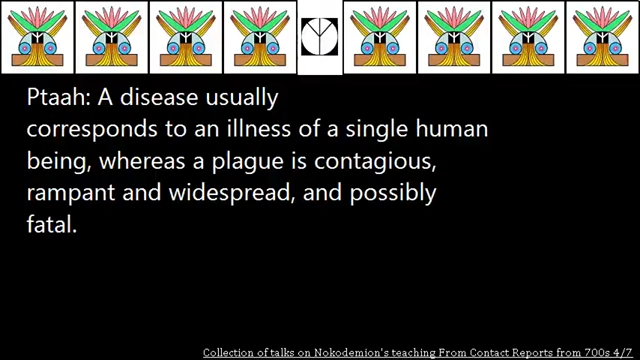 Ptaah: A disease usually
corresponds to an illness of a single human
being, whereas a plague is contagious,
rampant and widespread, and possibly
fatal.
Collection of talks on Nokodemion's teaching From Contact Reports from 700s 4/7